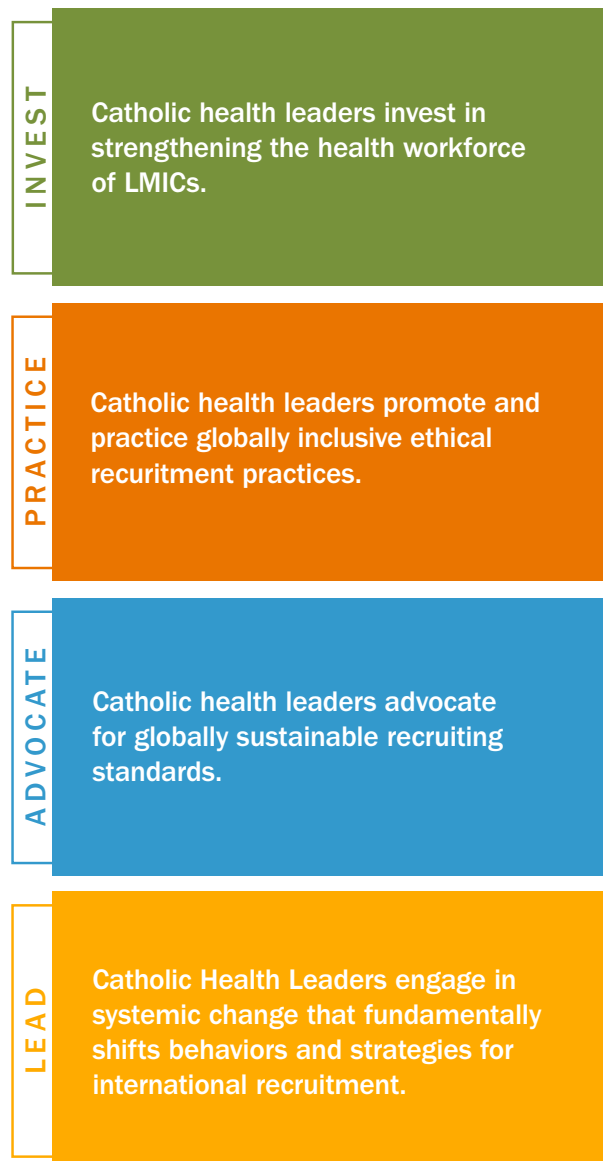 INVEST
Catholic health leaders invest in
strengthening the health workforce
of LMICs.
PRACTICE
Catholic health leaders promote and
practice globally inclusive ethical
recuritment practices.
ADVOCATE
Catholic health leaders advocate
for globally sustainable recruiting
standards.
LEAD
Catholic Health Leaders engage in
systemic change that fundamentally
shifts behaviors and strategies for
international recruitment.